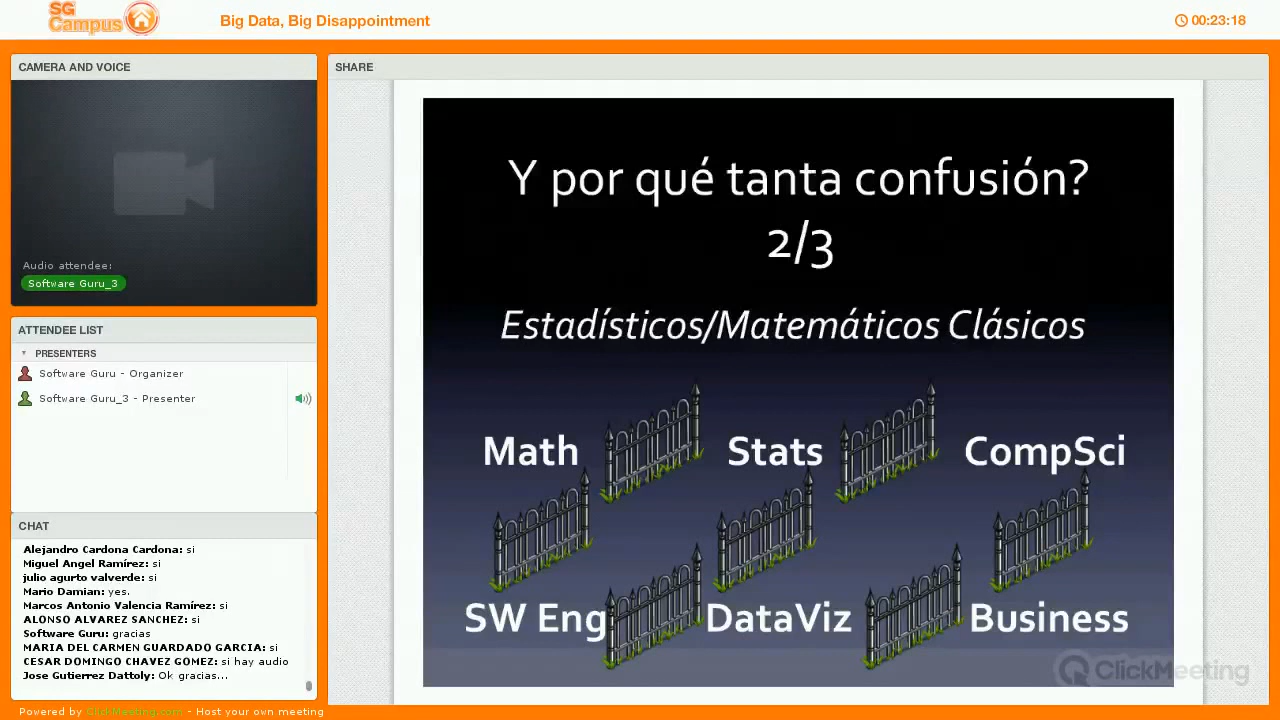 SG
Campus
Big Data, Big Disappointment
00:23:18
CAMERA AND VOICE
Audio attendee:
Software Guru_3
ATTENDEE LIST
PRESENTERS
Software Guru - Organizer
Software Guru_3 - Presenter
CHAT
Alejandro Cardona Cardona: si
Miguel Angel Ramírez: si
julio agurto valverde: si
Mario Damian: yes.
Marcos Antonio Valencia Ramírez: si
ALONSO ALVAREZ SANCHEZ: si
Software Guru: gracias
MARIA DEL CARMEN GUARDADO GARCIA: si
CESAR DOMINGO CHAVEZ GOMEZ: si hay audio
Jose Gutierrez Dattoly: Ok gracias...
SHARE
Y por qué tanta confusión?
2/3
Estadísticos/Matemáticos Clásicos
Math Stats CompSci
SW Eng DataViz Business
ClickMeeting
Powered by ClickMeeting.com - Host your own meeting